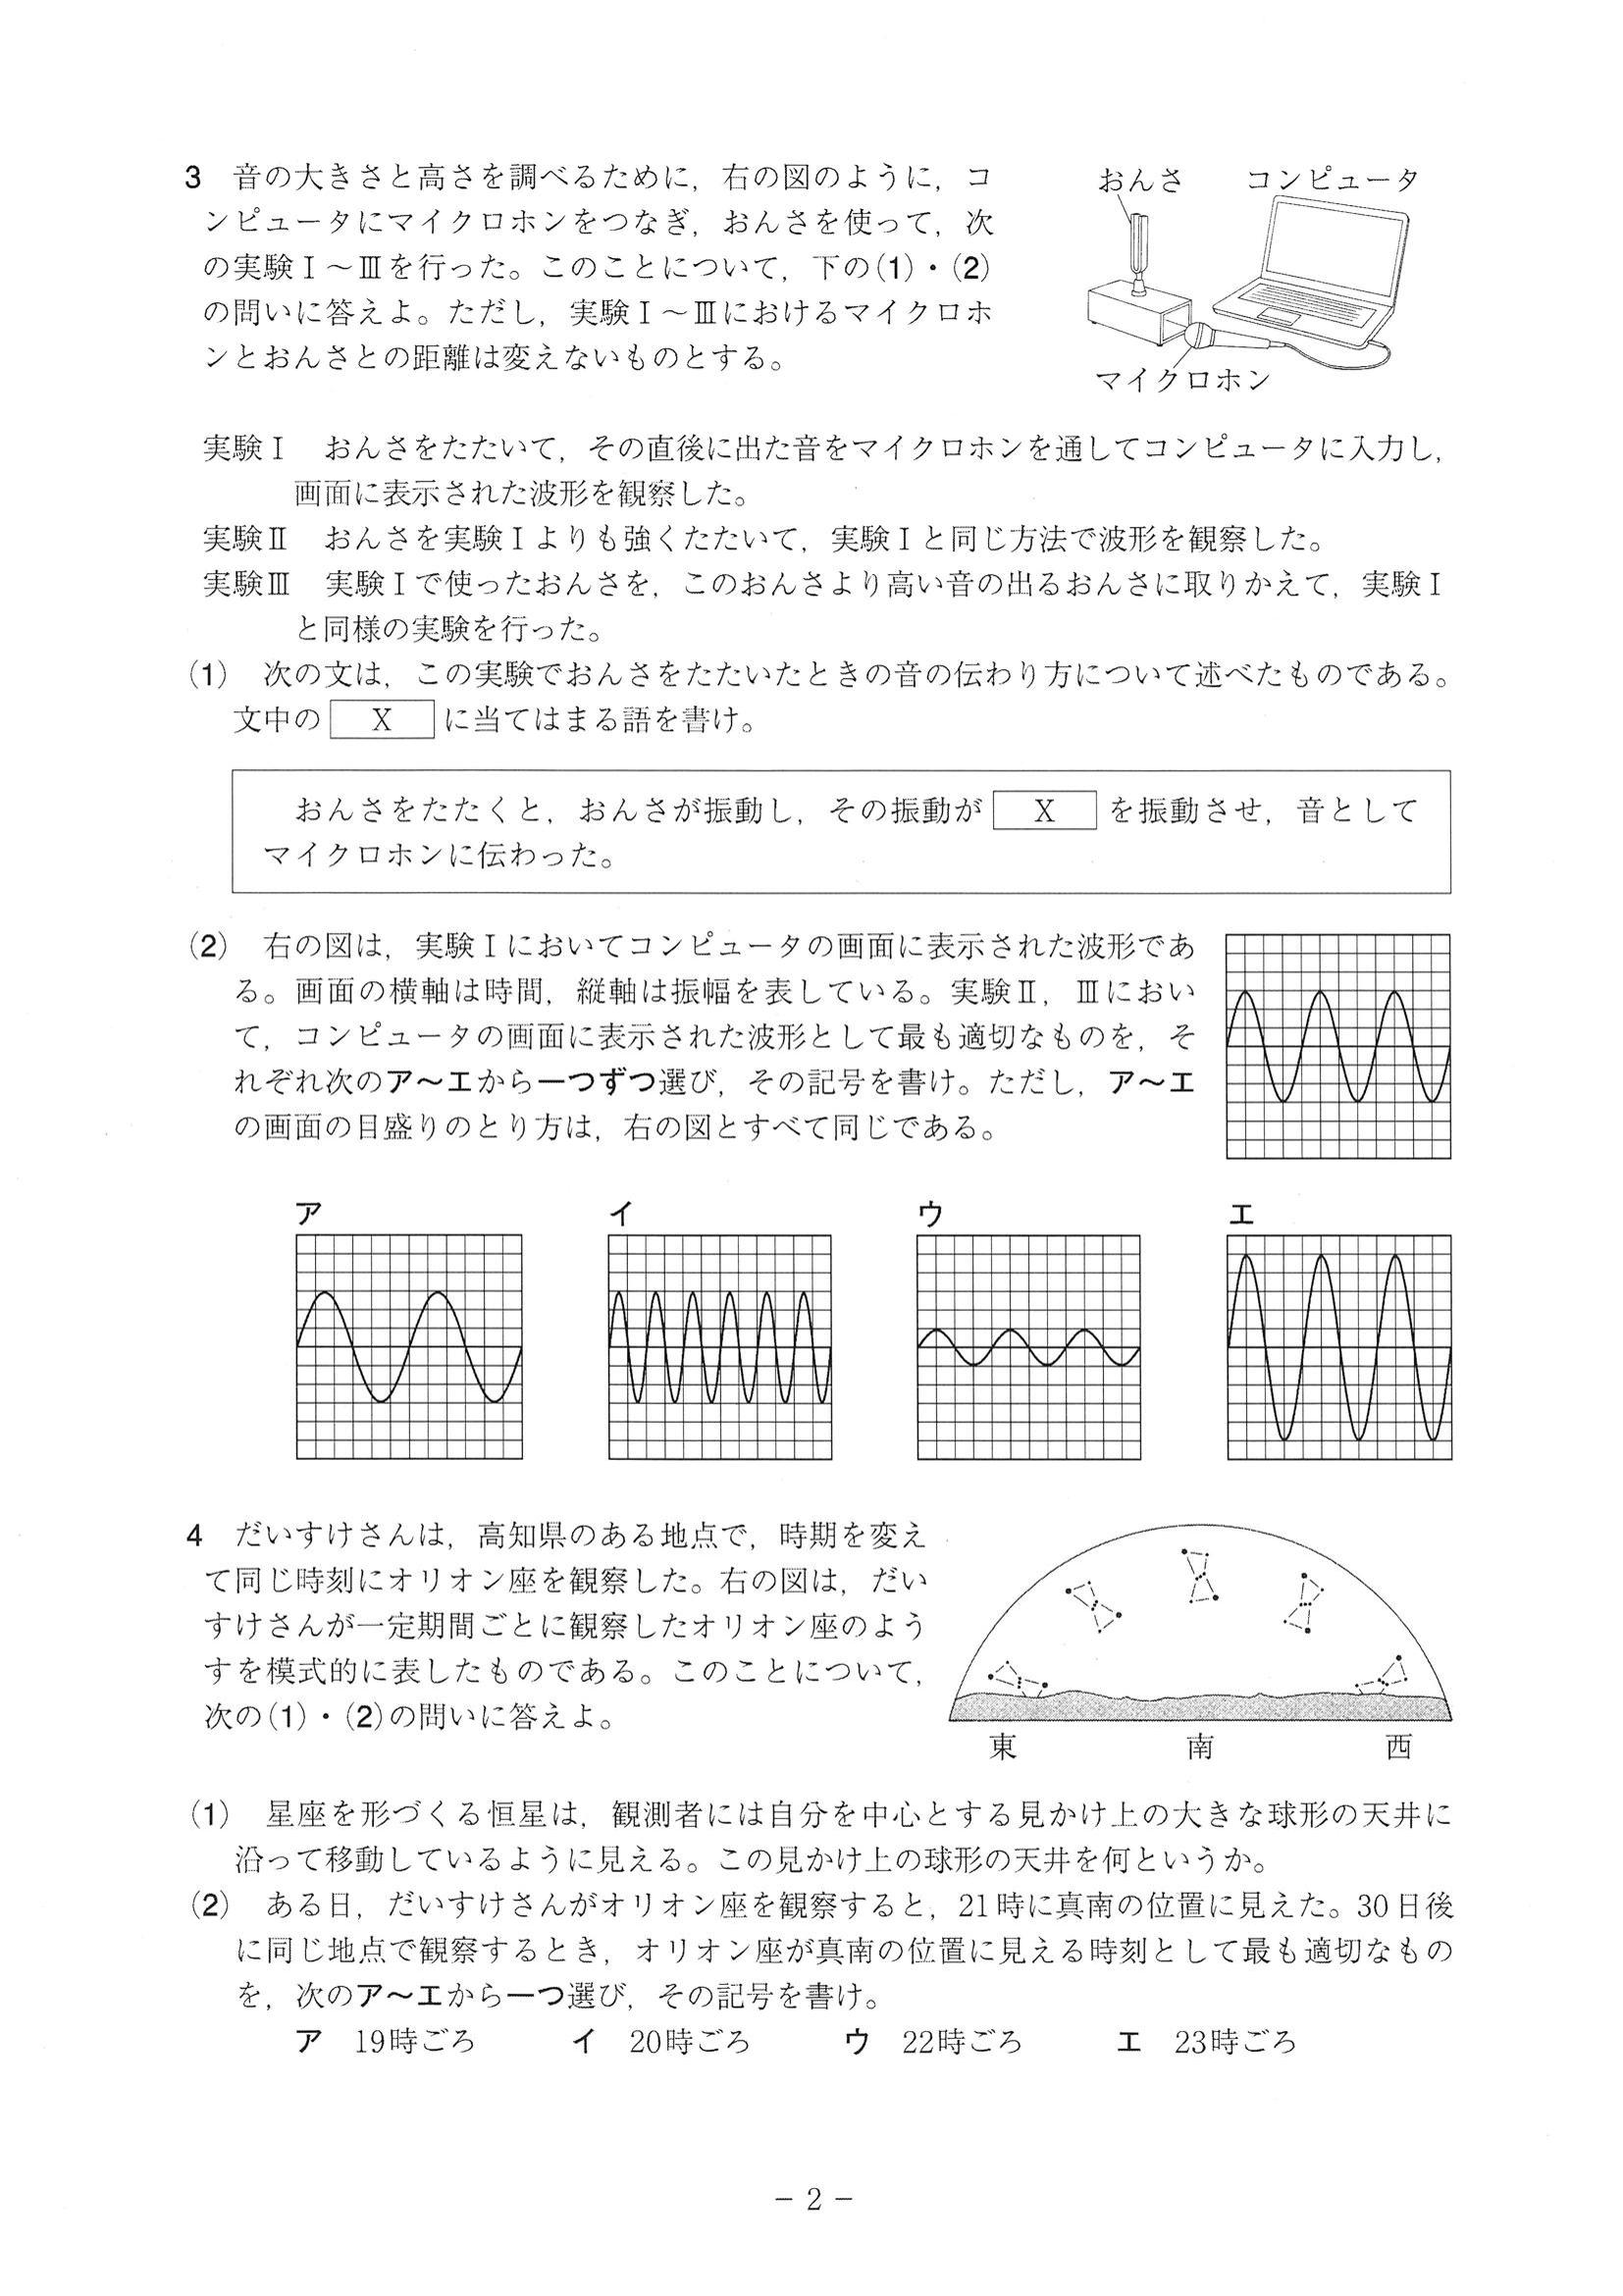 3 音の大きさと高さを調べるために，右の図のように，コ
ンピュータにマイクロホンをつなぎ，おんさを使って，次
の実験Ⅰ～Ⅲを行った。このことについて，下の(1)・(2)
の問いに答えよ。ただし，実験Ⅰ～Ⅲにおけるマイクロホ
ンとおんさとの距離は変えないものとする。
おんさ コンピュータ
マイクロホン
実験Ⅰ おんさをたたいて，その直後に出た音をマイクロホンを通してコンピュータに入力し，
画面に表示された波形を観察した。
実験Ⅱ おんさを実験Ⅰよりも強くたたいて，実験Ⅰと同じ方法で波形を観察した。
実験Ⅲ 実験Ⅰで使ったおんさを，このおんさより高い音の出るおんさに取りかえて，実験Ⅰ
と同様の実験を行った。
(1) 次の文は，この実験でおんさをたたいたときの音の伝わり方について述べたものである。
文中の X に当てはまる語を書け。
おんさをたたくと，おんさが振動し，その振動が X を振動させ，音として
マイクロホンに伝わった。
(2) 右の図は，実験Ⅰにおいてコンピュータの画面に表示された波形であ
る。画面の横軸は時間，縦軸は振幅を表している。実験Ⅱ，Ⅲにおい
て，コンピュータの画面に表示された波形として最も適切なものを，そ
れぞれ次のア～エから一つずつ選び，その記号を書け。ただし，ア～エ
の画面の目盛りのとり方は，右の図とすべて同じである。
ア イ ウ エ
4 だいすけさんは，高知県のある地点で，時期を変え
て同じ時刻にオリオン座を観察した。右の図は，だい
すけさんが一定期間ごとに観察したオリオン座のよう
すを模式的に表したものである。このことについて，
次の(1)・(2)の問いに答えよ。
東 南 西
(1) 星座を形づくる恒星は，観測者には自分を中心とする見かけ上の大きな球形の天井に
沿って移動しているように見える。この見かけ上の球形の天井を何というか。
(2) ある日，だいすけさんがオリオン座を観察すると，21時に真南の位置に見えた。30日後
に同じ地点で観察するとき，オリオン座が真南の位置に見える時刻として最も適切なもの
を，次のア～エから一つ選び，その記号を書け。
ア 19時ごろ イ 20時ごろ ウ 22時ごろ エ 23時ごろ
－ 2 －